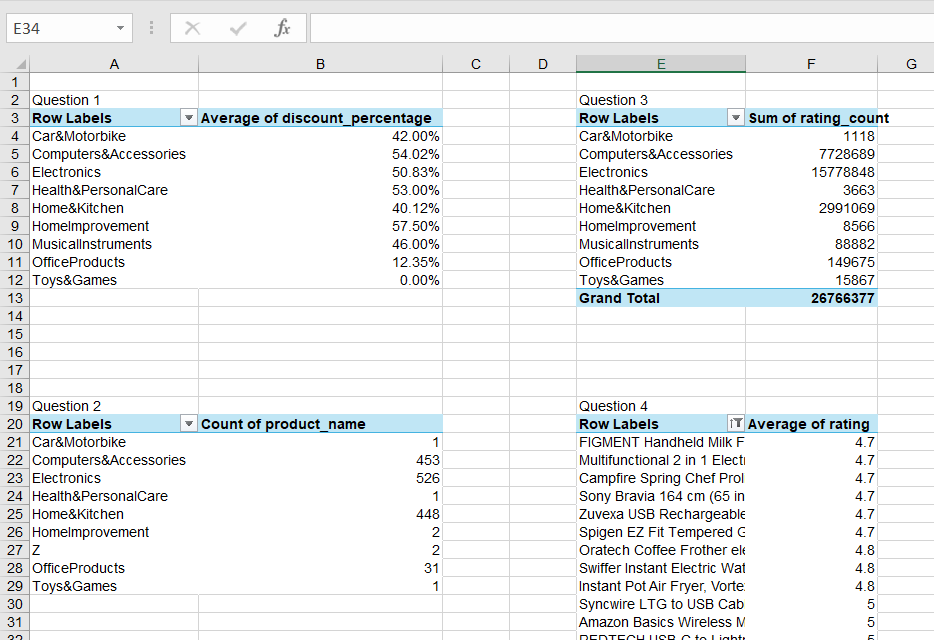 E34 fx
A B C D E F G
1
2 Question 1 Question 3
3 Row Labels Average of discount_percentage Row Labels Sum of rating_count
4 Car&Motorbike 42.00% Car&Motorbike 1118
5 Computers&Accessories 54.02% Computers&Accessories 7728689
6 Electronics 50.83% Electronics 15778848
7 Health&PersonalCare 53.00% Health&PersonalCare 3663
8 Home&Kitchen 40.12% Home&Kitchen 2991069
9 HomeImprovement 57.50% HomeImprovement 8566
10 MusicalInstruments 46.00% MusicalInstruments 88882
11 OfficeProducts 12.35% OfficeProducts 149675
12 Toys&Games 0.00% Toys&Games 15867
13 Grand Total 26766377
14
15
16
17
18
19 Question 2 Question 4
20 Row Labels Count of product_name Row Labels Average of rating
21 Car&Motorbike 1 FIGMENT Handheld Milk F 4.7
22 Computers&Accessories 453 Multifunctional 2 in 1 Electr 4.7
23 Electronics 526 Campfire Spring Chef Prol 4.7
24 Health&PersonalCare 1 Sony Bravia 164 cm (65 in 4.7
25 Home&Kitchen 448 Zuvexa USB Rechargeable 4.7
26 HomeImprovement 2 Spigen EZ Fit Tempered G 4.7
27 Z 2 Oratech Coffee Frother ele 4.8
28 OfficeProducts 31 Swiffer Instant Electric Wat 4.8
29 Toys&Games 1 Instant Pot Air Fryer, Vorte 4.8
30 Syncwire LTG to USB Cab 5
31 Amazon Basics Wireless M 5
32 REDTECH USB-C to Light 5